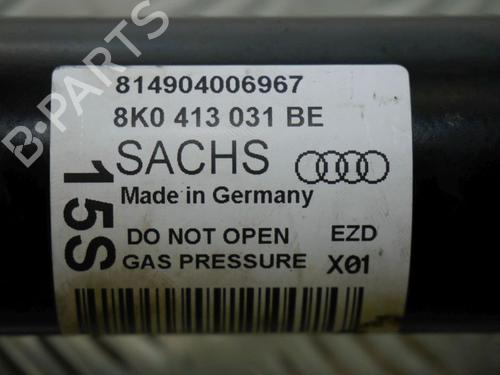 B-PARTS
814904006967
8K0 413 031 BE
SACHS
Made in Germany
15S
DO NOT OPEN EZD
GAS PRESSURE X01